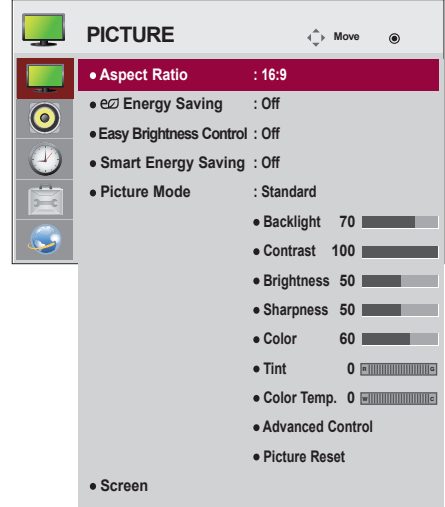 PICTURE Move
• Aspect Ratio : 16:9
• e∅ Energy Saving : Off
• Easy Brightness Control : Off
• Smart Energy Saving : Off
• Picture Mode : Standard
• Backlight 70
• Contrast 100
• Brightness 50
• Sharpness 50
• Color 60
• Tint 0 R G
• Color Temp. 0 W C
• Advanced Control
• Picture Reset
• Screen